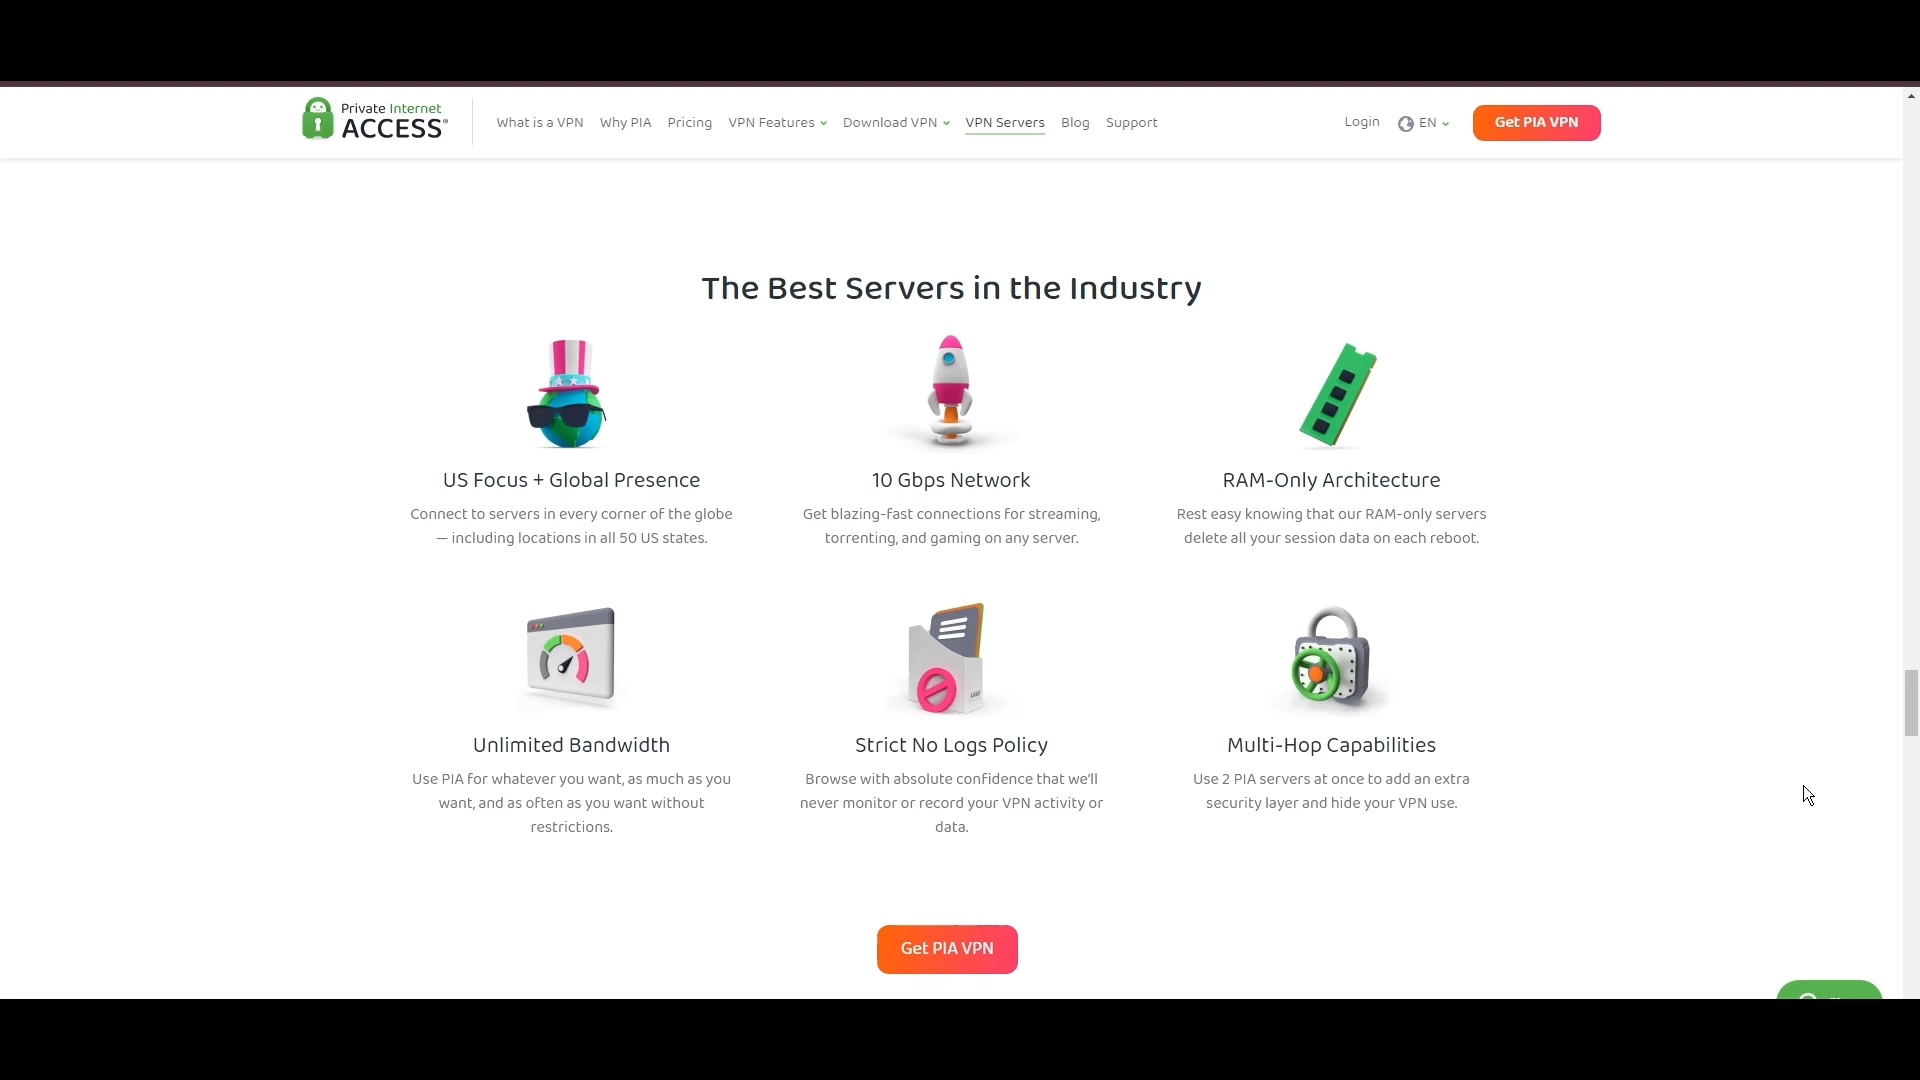 Private Internet
ACCESS®
What is a VPN Why PIA Pricing VPN Features Download VPN VPN Servers Blog Support Login EN Get PIA VPN
The Best Servers in the Industry
US Focus + Global Presence
Connect to servers in every corner of the globe
— including locations in all 50 US states.
10 Gbps Network
Get blazing-fast connections for streaming,
torrenting, and gaming on any server.
RAM-Only Architecture
Rest easy knowing that our RAM-only servers
delete all your session data on each reboot.
Unlimited Bandwidth
Use PIA for whatever you want, as much as you
want, and as often as you want without
restrictions.
Strict No Logs Policy
Browse with absolute confidence that we'll
never monitor or record your VPN activity or
data.
Multi-Hop Capabilities
Use 2 PIA servers at once to add an extra
security layer and hide your VPN use.
Get PIA VPN